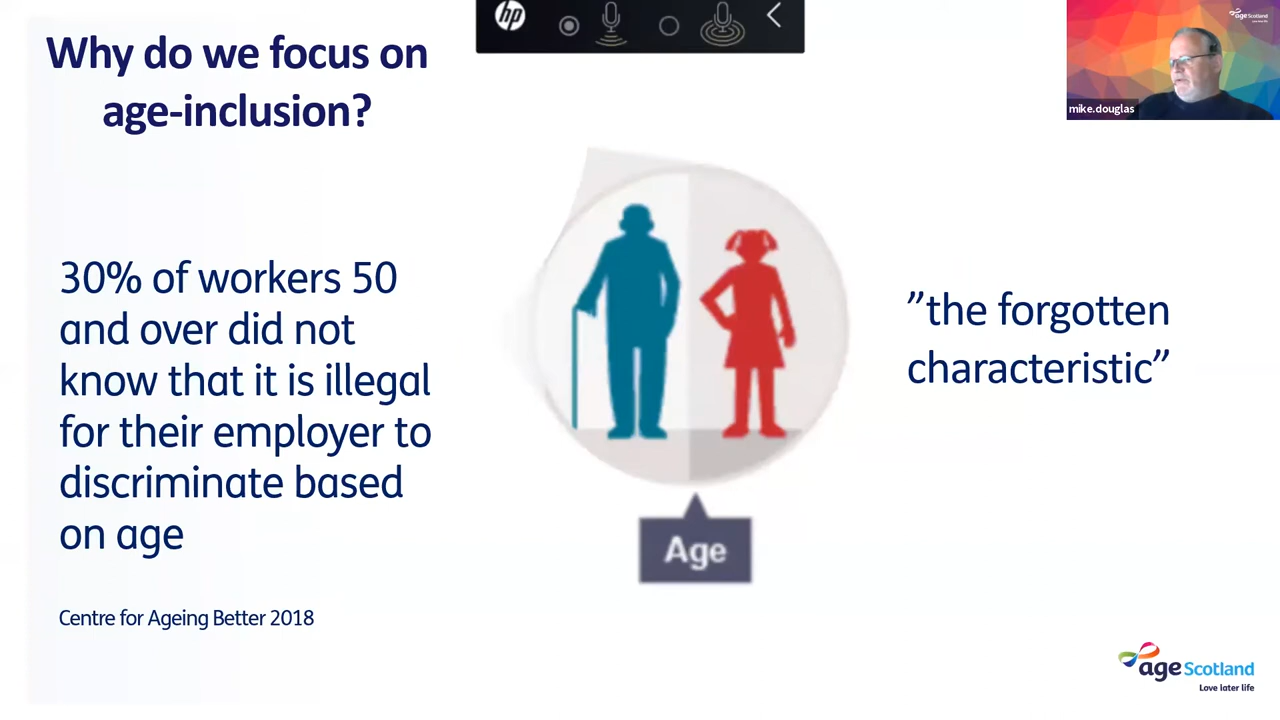 Why do we focus on
age-inclusion?
hp
age Scotland
mike.douglas
30% of workers 50
and over did not
know that it is illegal
for their employer to
discriminate based
on age
Centre for Ageing Better 2018
Age
”the forgotten
characteristic”
age Scotland
Love later life